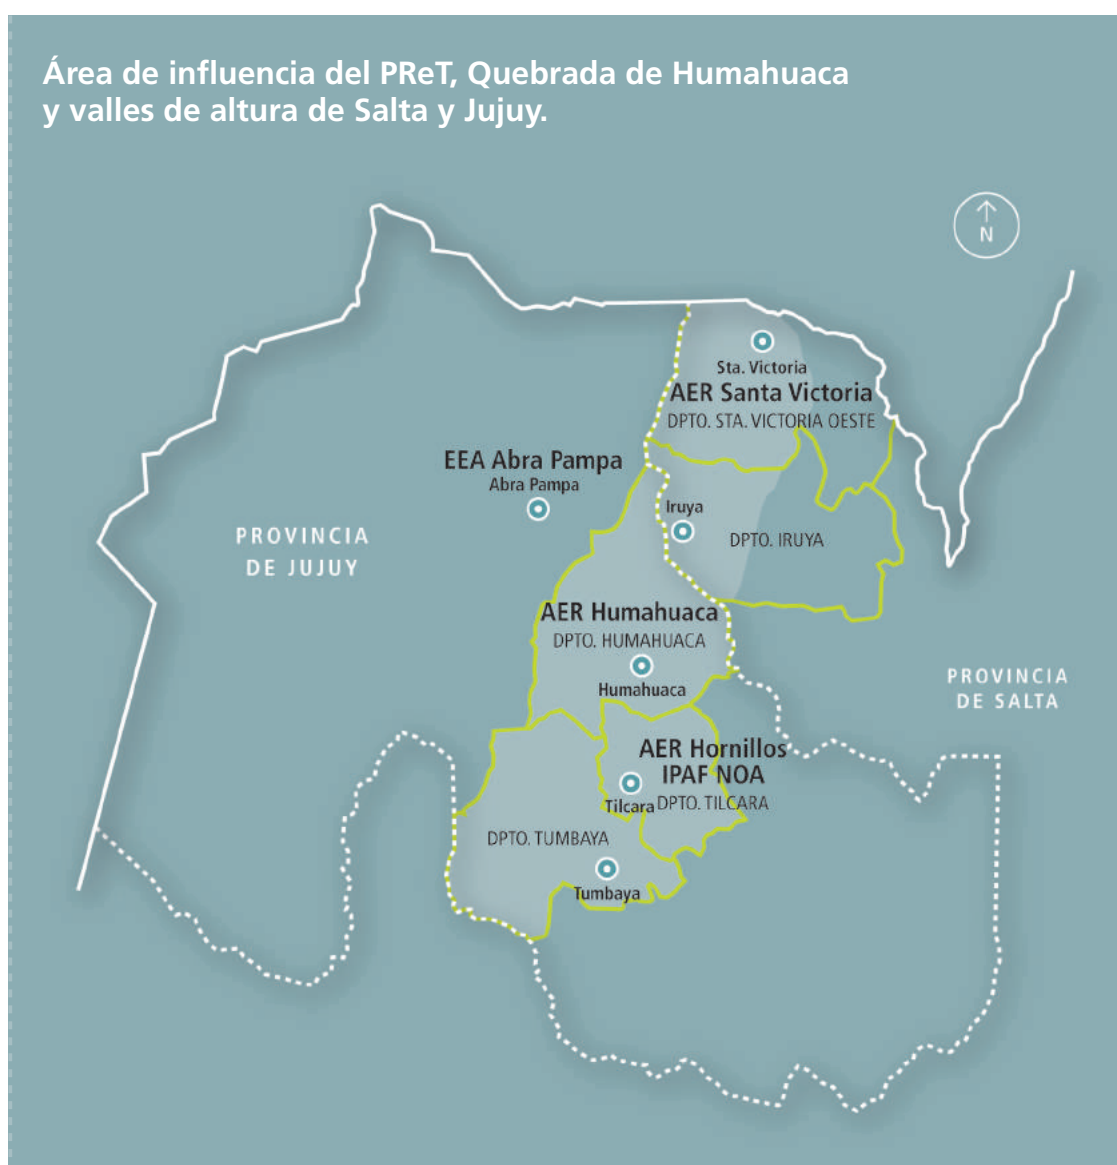 Área de influencia del PReT, Quebrada de Humahuaca
y valles de altura de Salta y Jujuy.
N
Sta. Victoria
AER Santa Victoria
DPTO. STA. VICTORIA OESTE
EEA Abra Pampa
Abra Pampa
Iruya
DPTO. IRUYA
PROVINCIA
DE JUJUY
AER Humahuaca
DPTO. HUMAHUACA
Humahuaca
PROVINCIA
DE SALTA
AER Hornillos
IPAF NOA
Tilcara DPTO. TILCARA
DPTO. TUMBAYA
Tumbaya